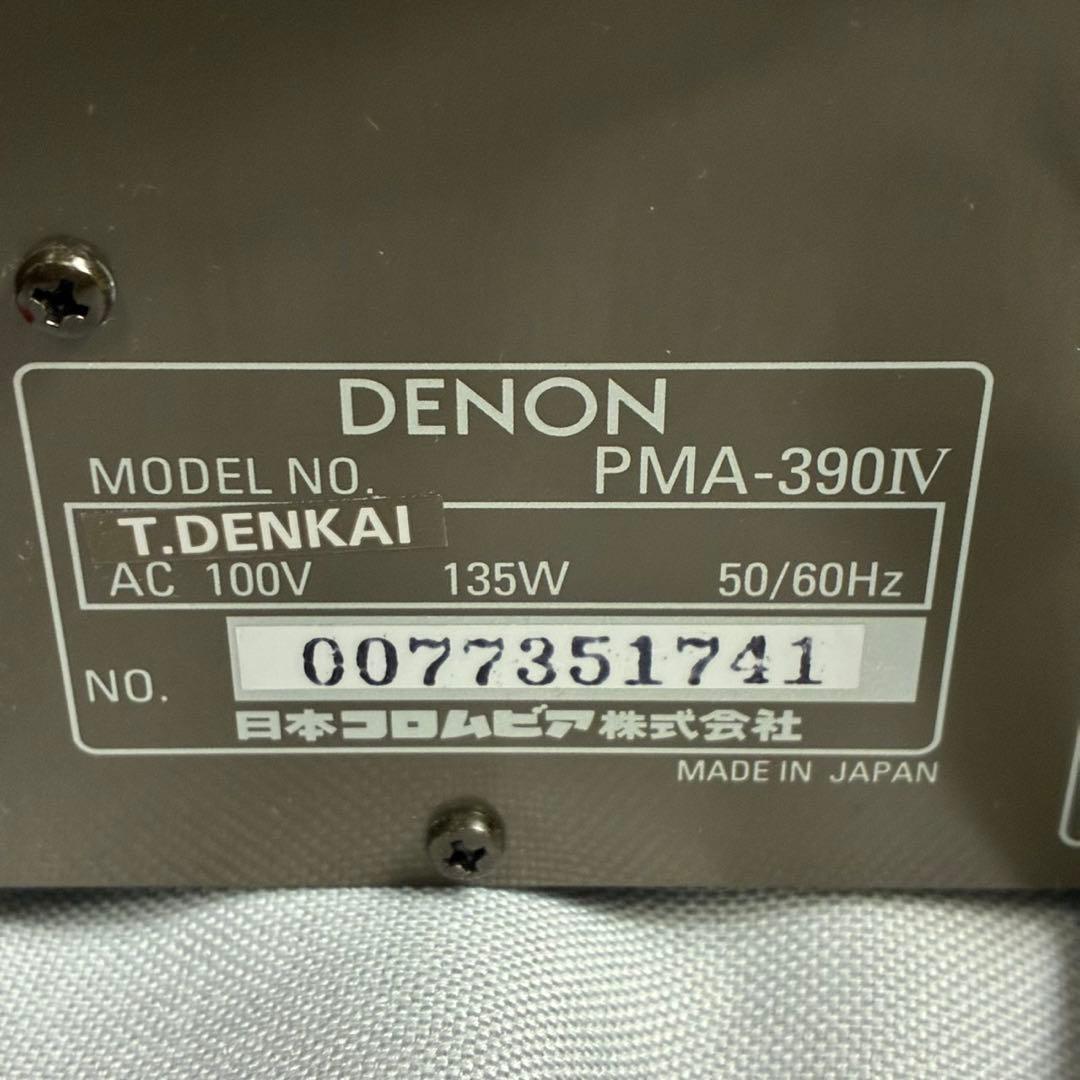 DENON
MODEL NO. PMA-390IV
T.DENKAI
AC 100V 135W 50/60Hz
NO. 0077351741
日本コロムビア株式会社
MADE IN JAPAN